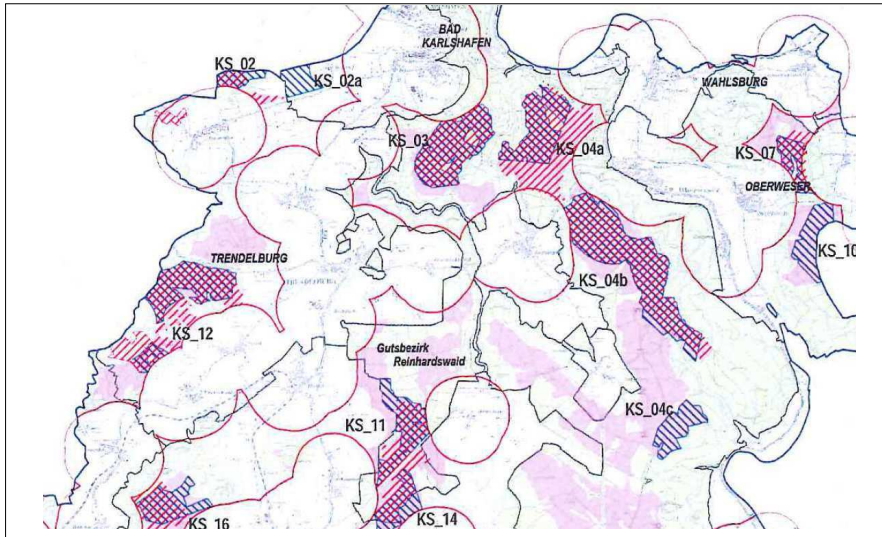 BAD
KARLSHAFEN
KS_02
KS_02a
WAHLSBURG
KS_03
KS_04a
KS_07
OBERWESER
KS_10
TRENDELBURG
KS_04b
KS_12
Gutsbezirk
Reinhardswald
KS_11
KS_04c
KS_14
KS_16